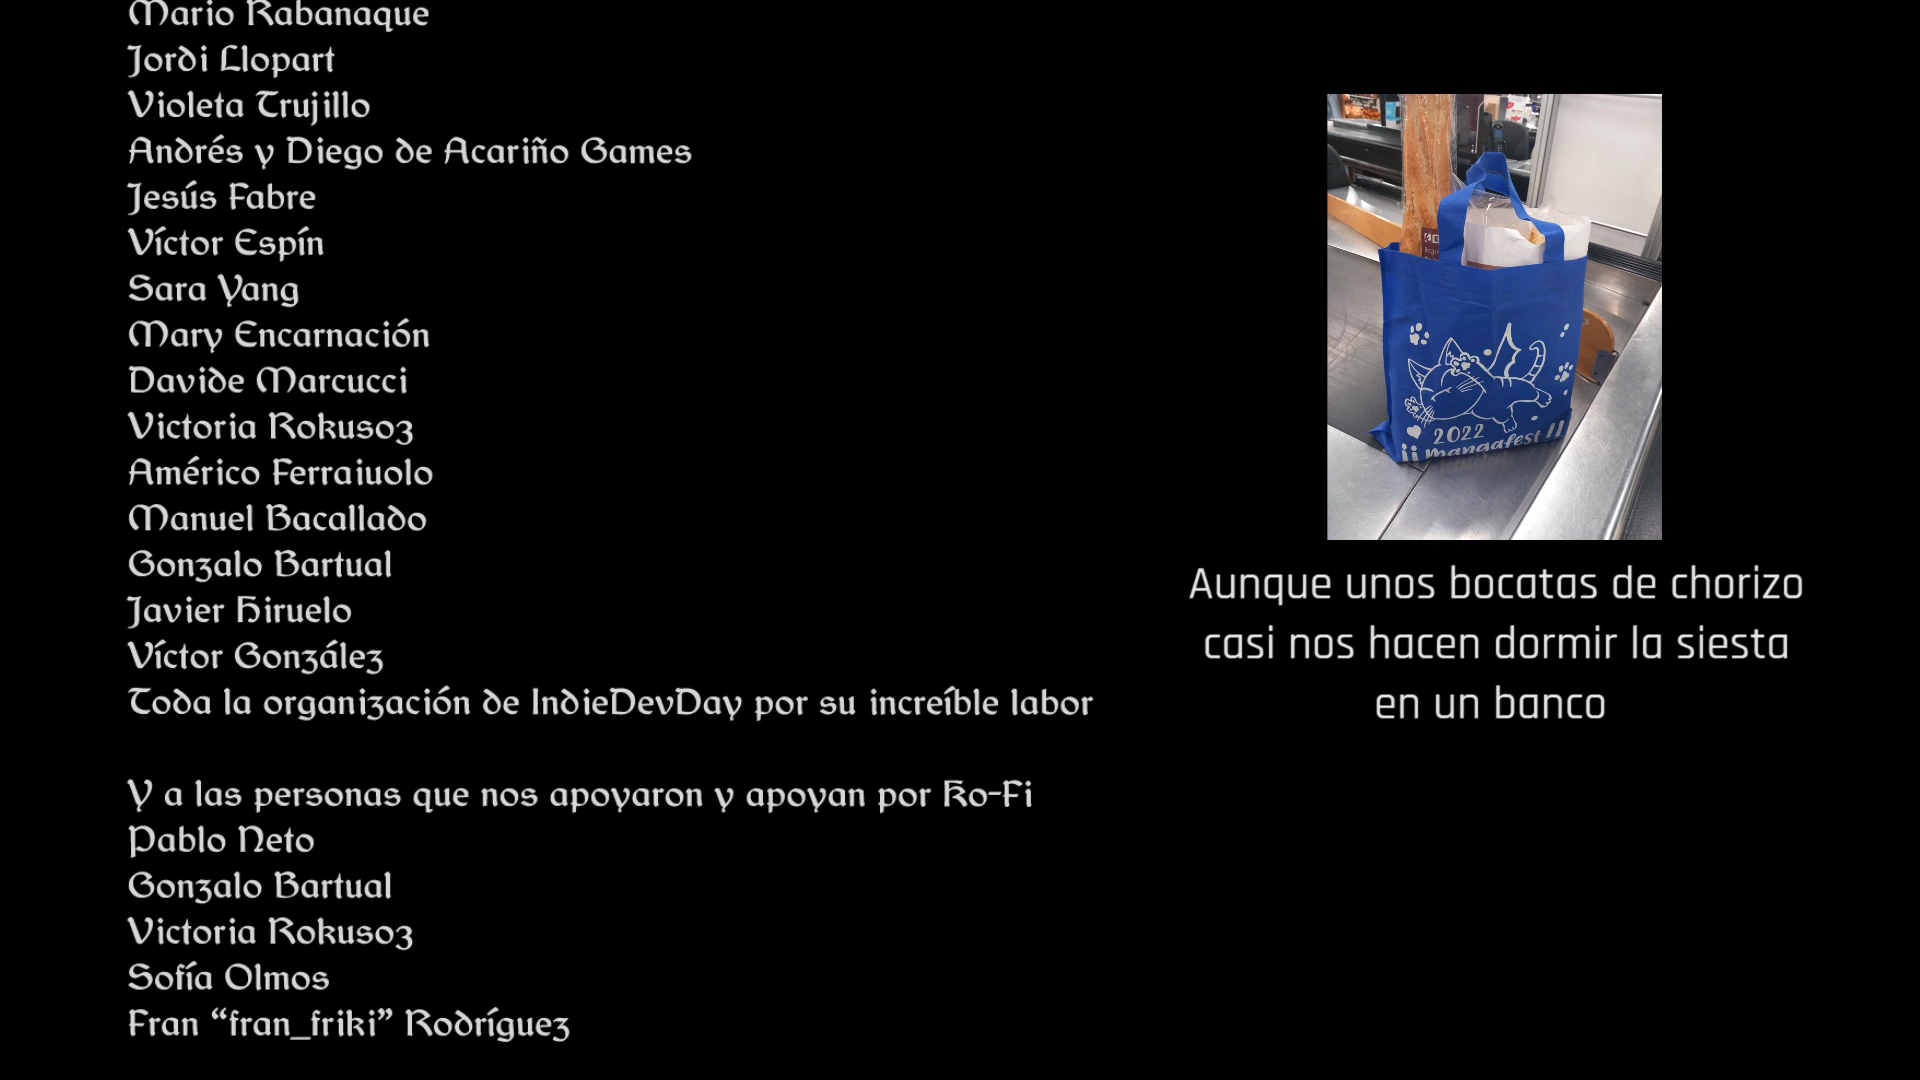 Mario Rabanaque
Jordi Llopart
Violeta Trujillo
Andrés y Diego de Acariño Games
Jesús Fabre
Víctor Espín
Sara Yang
Mary Encarnación
Davide Marcucci
Victoria Rokuso3
Américo Ferraiuolo
Manuel Bacallado
Gonzalo Bartual
Javier Hiruelo
Víctor González
Toda la organización de IndieDevDay por su increíble labor
Y a las personas que nos apoyaron y apoyan por Ko-Fi
Pablo Neto
Gonzalo Bartual
Victoria Rokuso3
Sofía Olmos
Fran “fran_friki” Rodríguez
2022
¡¡mangafest!!
Aunque unos bocatas de chorizo
casi nos hacen dormir la siesta
en un banco